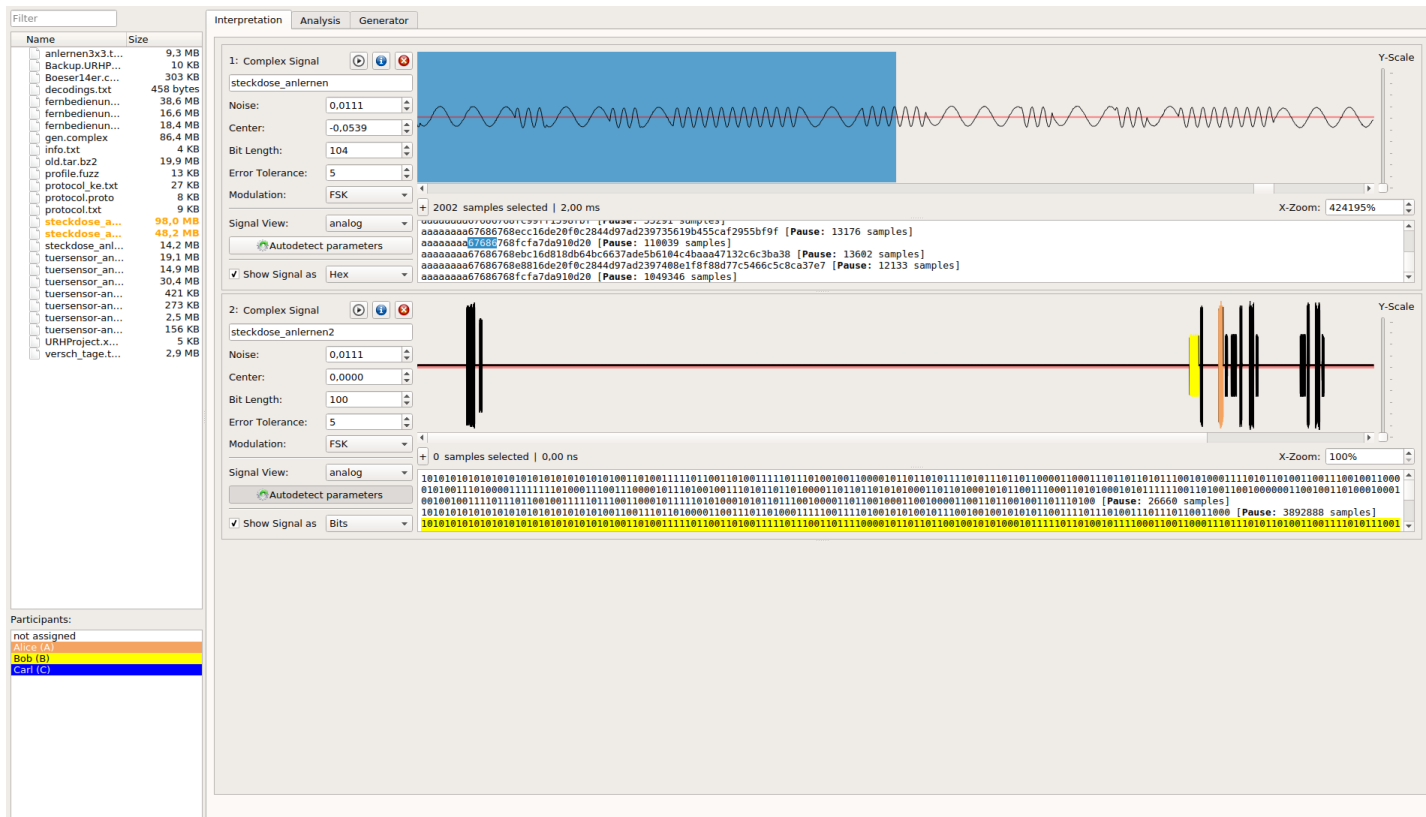 Filter
Name Size
anlernen3x3.t... 9,3 MB
Backup.URHP... 10 KB
Boeser14er.c... 303 KB
decodings.txt 458 bytes
fernbedienun... 38,6 MB
fernbedienun... 16,6 MB
fernbedienun... 18,4 MB
gen.complex 86,4 MB
info.txt 4 KB
old.tar.bz2 19,9 MB
profile.fuzz 13 KB
protocol_ke.txt 27 KB
protocol.proto 8 KB
protocol.txt 9 KB
steckdose_a... 98,0 MB
steckdose_a... 48,2 MB
steckdose_anl... 14,2 MB
tuersensor_an... 19,1 MB
tuersensor_an... 14,9 MB
tuersensor_an... 30,4 MB
tuersensor-an... 421 KB
tuersensor-an... 273 KB
tuersensor-an... 2,5 MB
tuersensor-an... 156 KB
URHProject.x... 5 KB
versch_tage.t... 2,9 MB
Participants:
not assigned
Alice (A)
Bob (B)
Carl (C)
Interpretation Analysis Generator
1: Complex Signal
steckdose_anlernen
Noise: 0,0111
Center: -0,0539
Bit Length: 104
Error Tolerance: 5
Modulation: FSK
Signal View: analog
Autodetect parameters
Show Signal as Hex
Y-Scale
+ 2002 samples selected | 2,00 ms X-Zoom: 424195%
aaaaaaaa67686768ecc16de20f0c2844d97ad239735619b455caf2955bf9f [Pause: 13176 samples]
aaaaaaaa67686768fcfa7da910d20 [Pause: 110039 samples]
aaaaaaaa67686768ebc16d818db64bc6637ade5b6104c4baaa47132c6c3ba38 [Pause: 13602 samples]
aaaaaaaa67686768e8816de20f0c2844d97ad2397408e1f8f88d77c5466c5c8ca37e7 [Pause: 12133 samples]
aaaaaaaa67686768fcfa7da910d20 [Pause: 1049346 samples]
2: Complex Signal
steckdose_anlernen2
Noise: 0,0111
Center: 0,0000
Bit Length: 100
Error Tolerance: 5
Modulation: FSK
Signal View: analog
Autodetect parameters
Show Signal as Bits
Y-Scale
+ 0 samples selected | 0,00 ns X-Zoom: 100%
[Pause: 26660 samples]
[Pause: 3892888 samples]